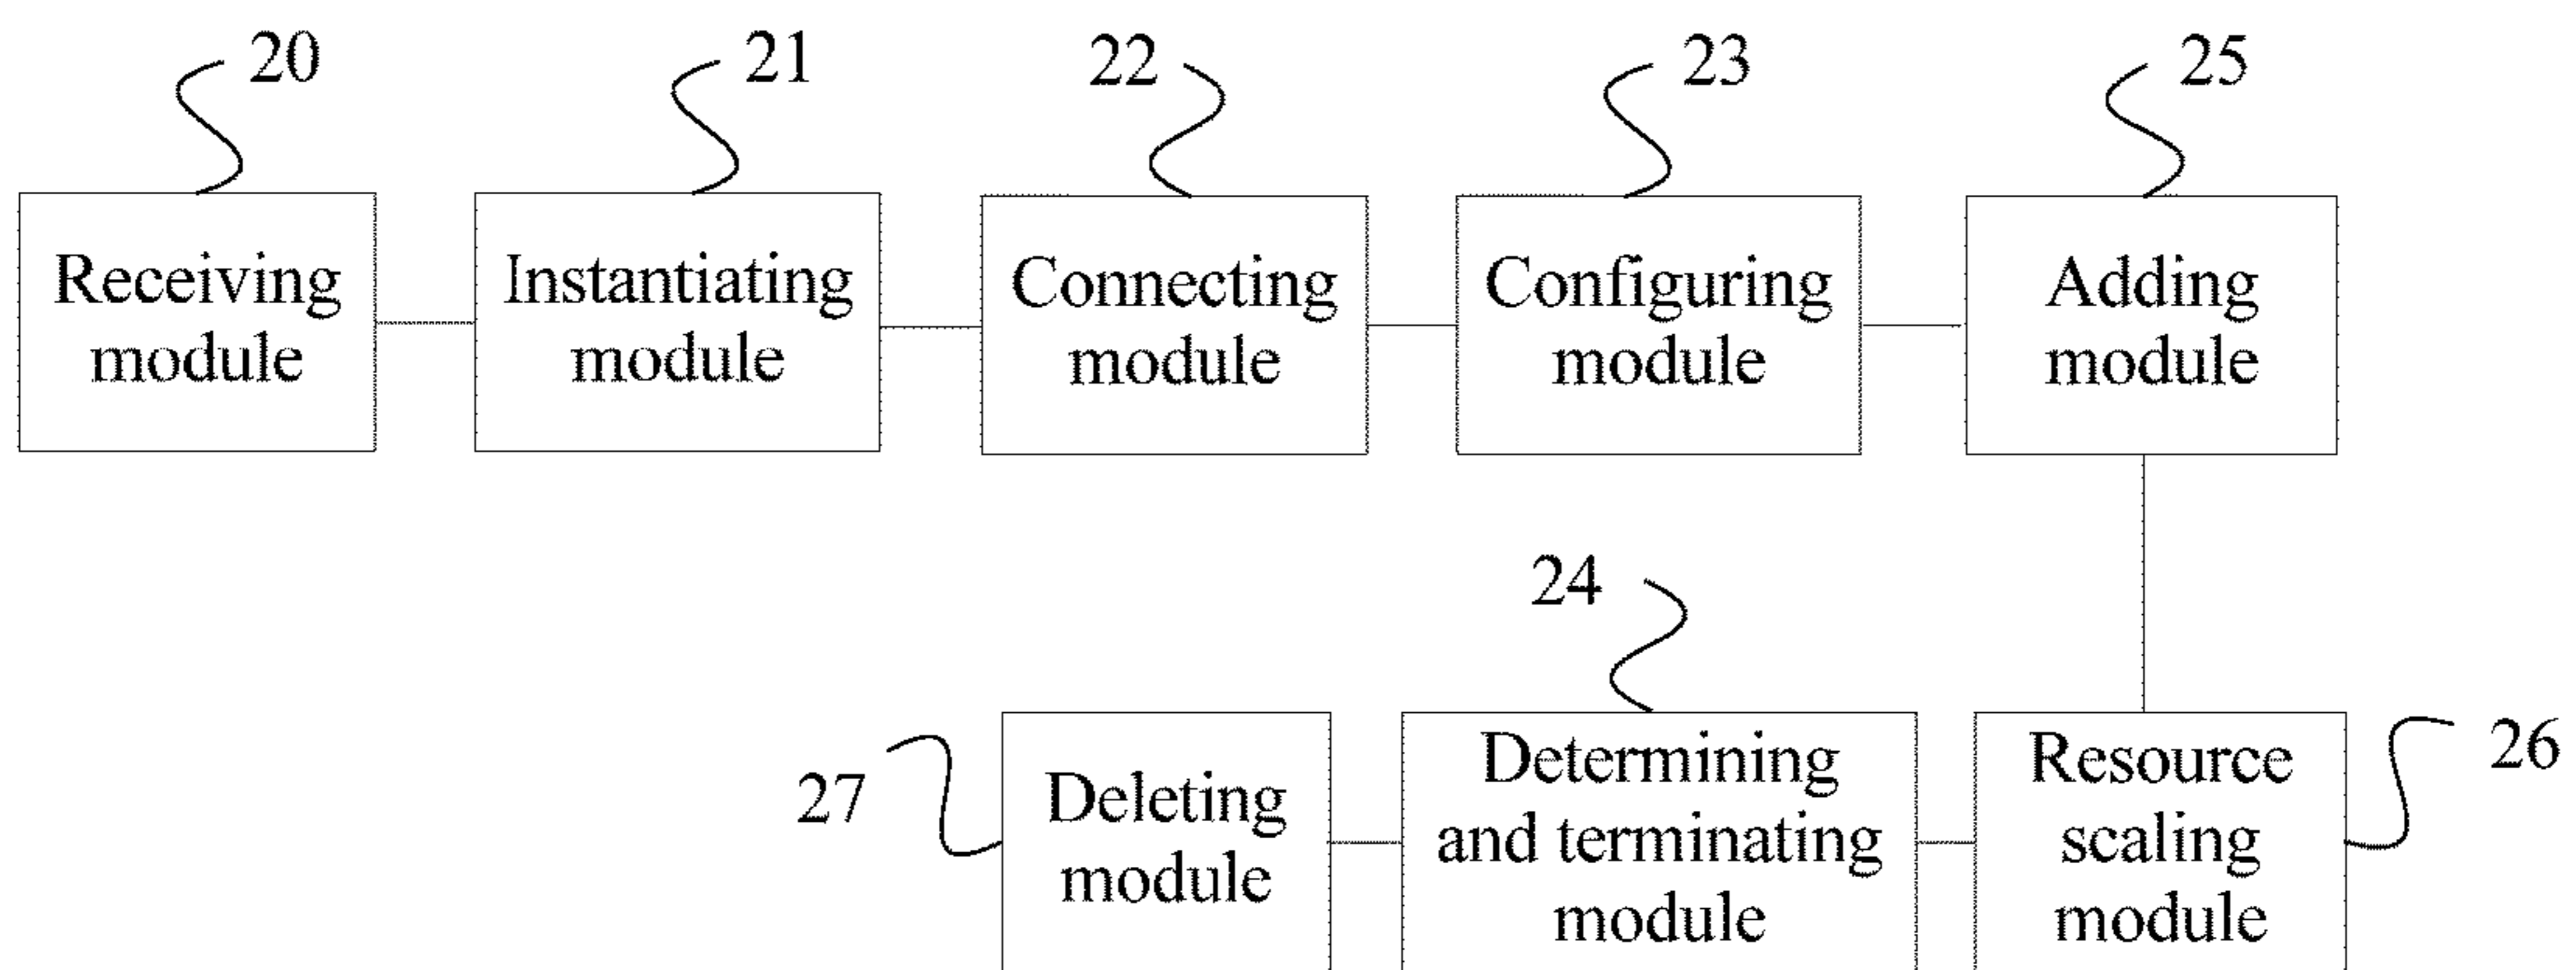 20
21
22
23
25
Receiving
module
Instantiating
module
Connecting
module
Configuring
module
Adding
module
24
27
Deleting
module
Determining
and terminating
module
Resource
scaling
module
26